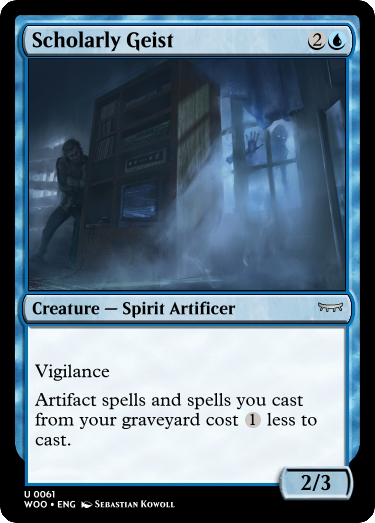 Scholarly Geist 2
Creature — Spirit Artificer
Vigilance
Artifact spells and spells you cast
from your graveyard cost 1 less to
cast.
2/3
U 0061
WOO • ENG Sebastian Kowoll